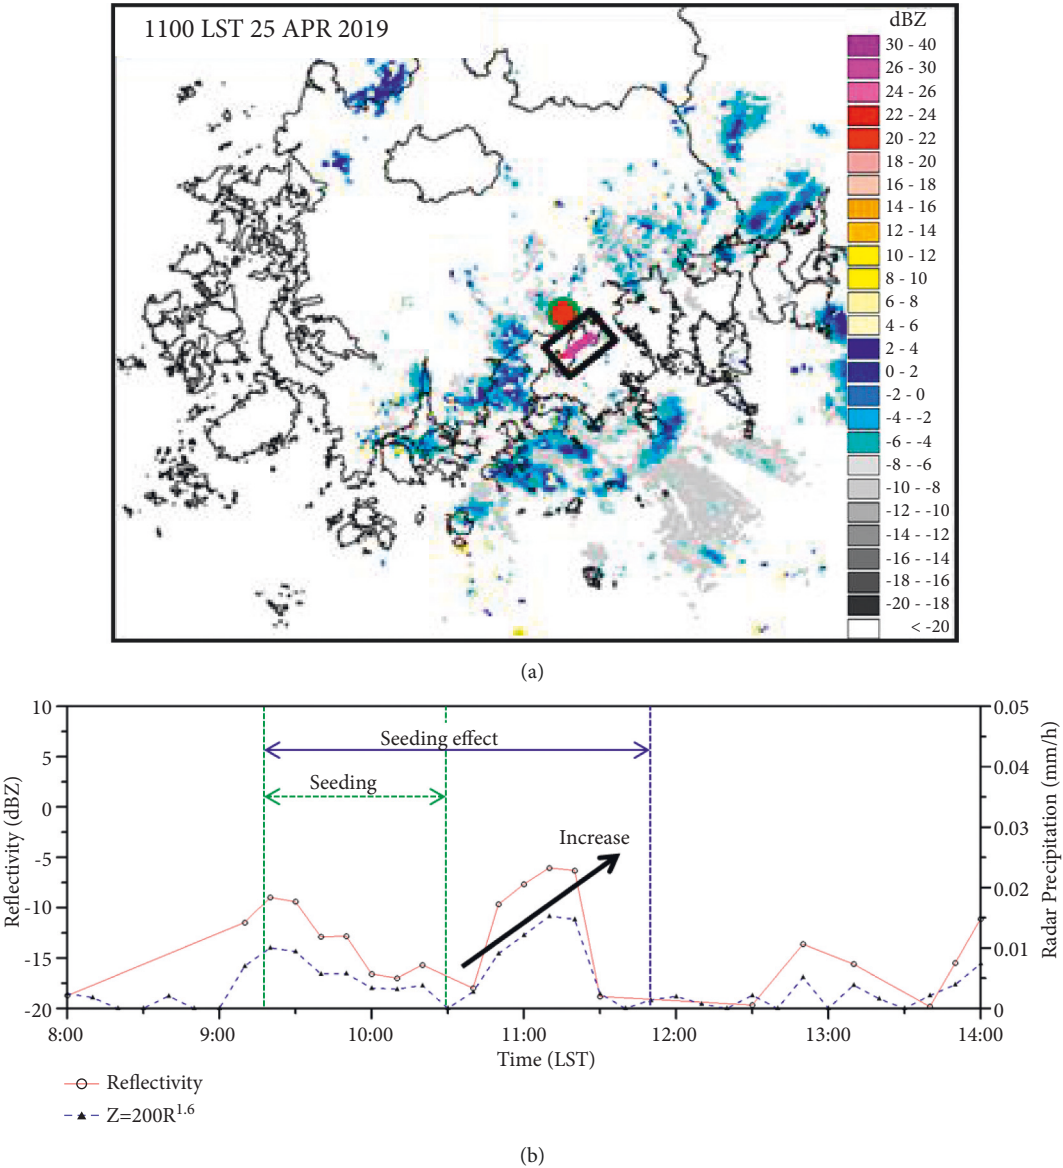 1100 LST 25 APR 2019
dBZ
30 - 40
26 - 30
24 - 26
22 - 24
20 - 22
18 - 20
16 - 18
14 - 16
12 - 14
10 - 12
8 - 10
6 - 8
4 - 6
2 - 4
0 - 2
-2 - 0
-4 - -2
-6 - -4
-8 - -6
-10 - -8
-12 - -10
-14 - -12
-16 - -14
-18 - -16
-20 - -18
< -20
(a)
Reflectivity (dBZ)
10
5
0
-5
-10
-15
-20
Seeding effect
Seeding
Increase
0.05
0.04
0.03
0.02
0.01
0
Radar Precipitation (mm/h)
8:00 9:00 10:00 11:00 12:00 13:00 14:00
Time (LST)
Reflectivity
Z=200R^1.6
(b)